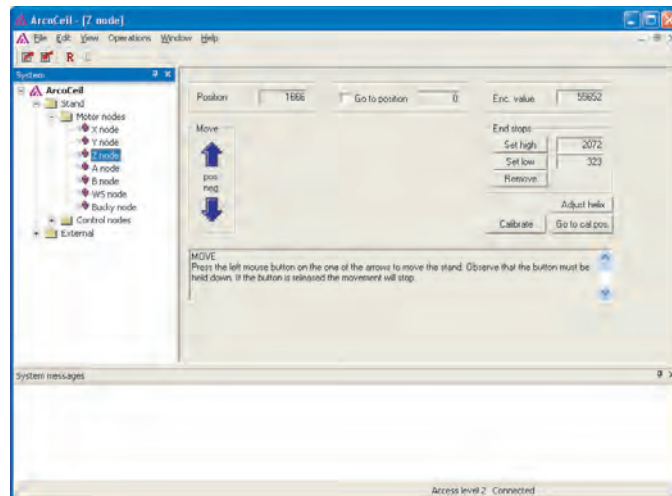 ArcoCeil - [Z node]
File Edit View Operations Window Help
R
System
ArcoCeil
Stand
Motor nodes
X node
Y node
Z node
A node
B node
WS node
Bucky node
Control nodes
External
Position 1666 Go to position 0 Enc. value 55652
Move
pos
neg
End stops
Set high 2072
Set low 323
Remove
Adjust helix
Calibrate Go to cal pos.
MOVE
Press the left mouse button on the one of the arrows to move the stand. Observe that the button must be
held down. If the button is released the movement will stop.
System messages
Access level 2 Connected